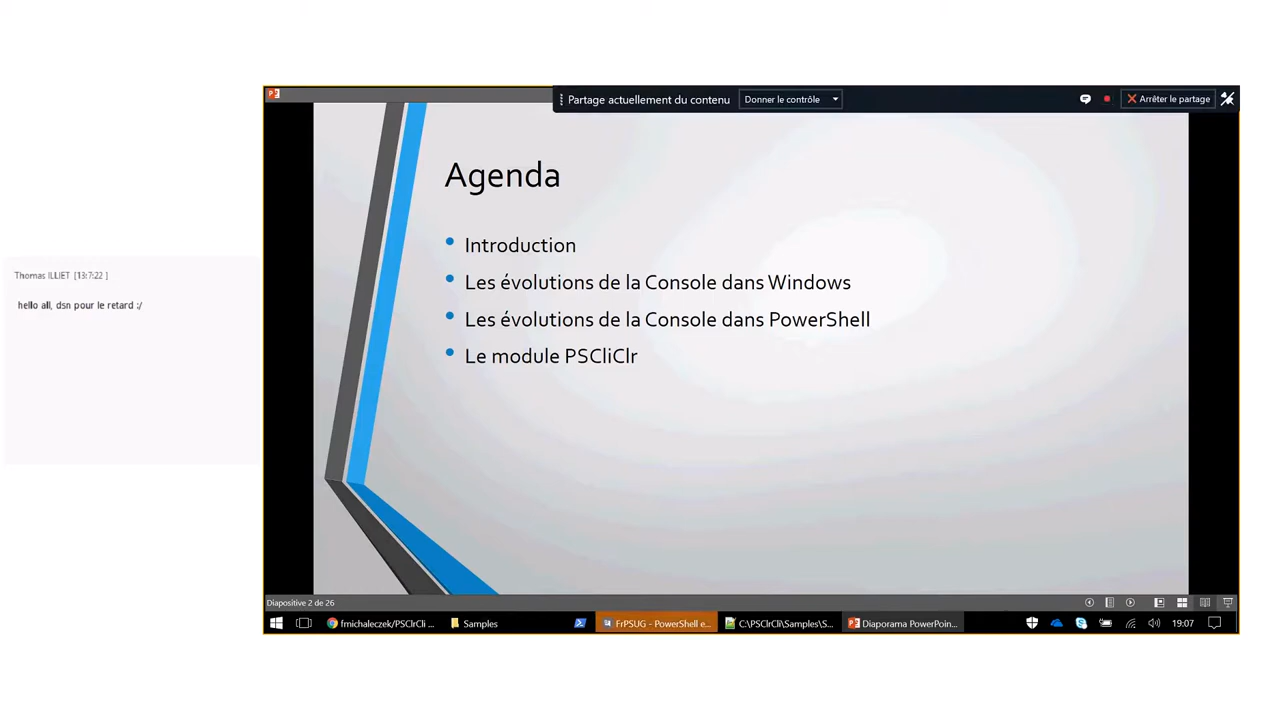 Partage actuellement du contenu
Donner le contrôle
Arrêter le partage
Agenda
Introduction
Les évolutions de la Console dans Windows
Les évolutions de la Console dans PowerShell
Le module PSCliClr
Thomas ILLIET [13:7:22 ]
hello all, dsn pour le retard :/
Diapositive 2 de 26
fmichaleczek/PSClrCli ...
Samples
FrPSUG - PowerShell e...
C:\PSClrCli\Samples\S...
Diaporama PowerPoin...
19:07